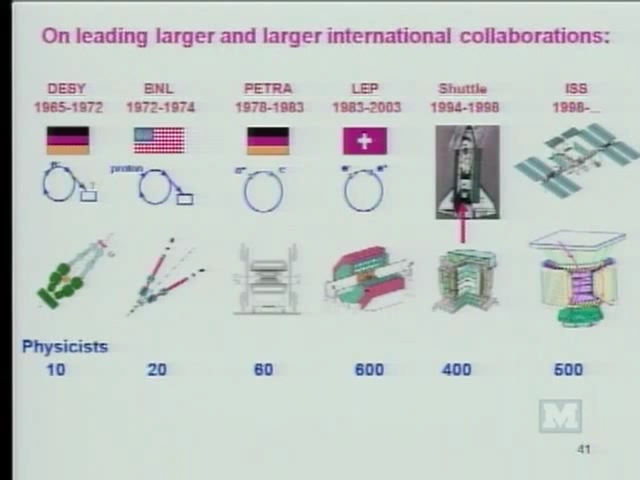 On leading larger and larger international collaborations:
DESY BNL PETRA LEP Shuttle ISS
1965-1972 1972-1974 1978-1983 1983-2003 1994-1998 1998-...
proton
Physicists
10 20 60 600 400 500
M
41